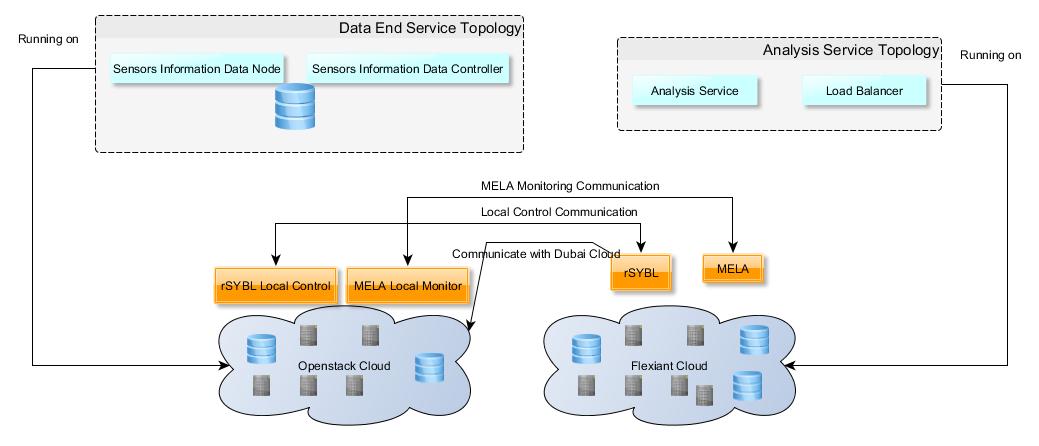 Data End Service Topology
Running on
Sensors Information Data Node
Sensors Information Data Controller
Analysis Service Topology
Running on
Analysis Service
Load Balancer
MELA Monitoring Communication
Local Control Communication
Communicate with Dubai Cloud
rSYBL Local Control
MELA Local Monitor
rSYBL
MELA
Openstack Cloud
Flexiant Cloud